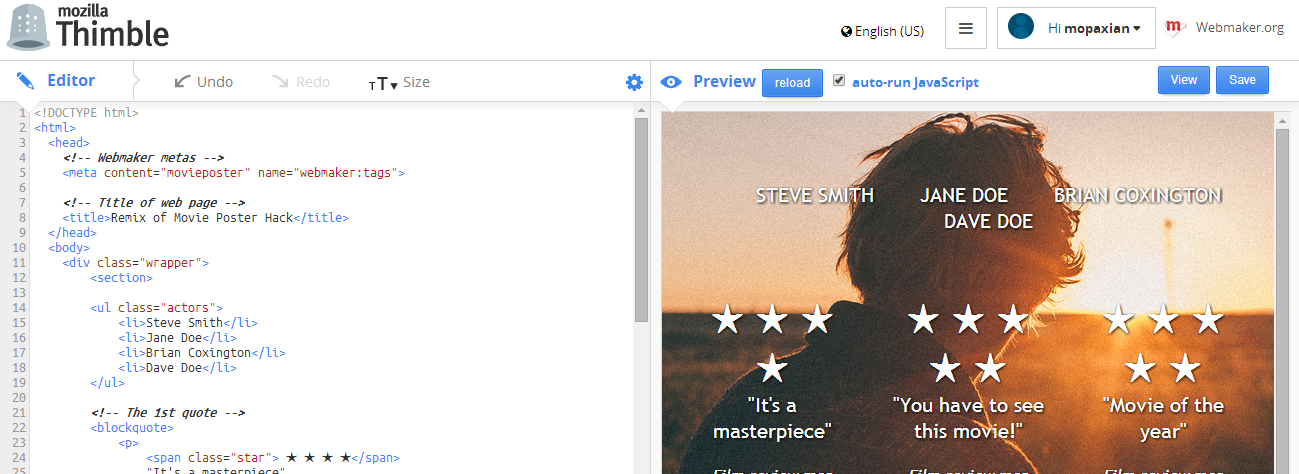 mozilla
Thimble
English (US)
Hi mopaxian
Webmaker.org
Editor
Undo
Redo
TT Size
Preview
reload
auto-run JavaScript
View
Save
1 <!DOCTYPE html>
2 <html>
3 <head>
4 <!-- Webmaker metas -->
5 <meta content="movieposter" name="webmaker:tags">
6
7 <!-- Title of web page -->
8 <title>Remix of Movie Poster Hack</title>
9 </head>
10 <body>
11 <div class="wrapper">
12 <section>
13
14 <ul class="actors">
15 <li>Steve Smith</li>
16 <li>Jane Doe</li>
17 <li>Brian Coxington</li>
18 <li>Dave Doe</li>
19 </ul>
20
21 <!-- The 1st quote -->
22 <blockquote>
23 <p>
24 <span class="star"> ★ ★ ★ ★</span>
25 "It's a masterpiece"
STEVE SMITH JANE DOE BRIAN COXINGTON
DAVE DOE
★ ★ ★ ★ ★ ★ ★ ★ ★
★ ★ ★ ★ ★
"It's a "You have to see "Movie of the
masterpiece" this movie!" year"